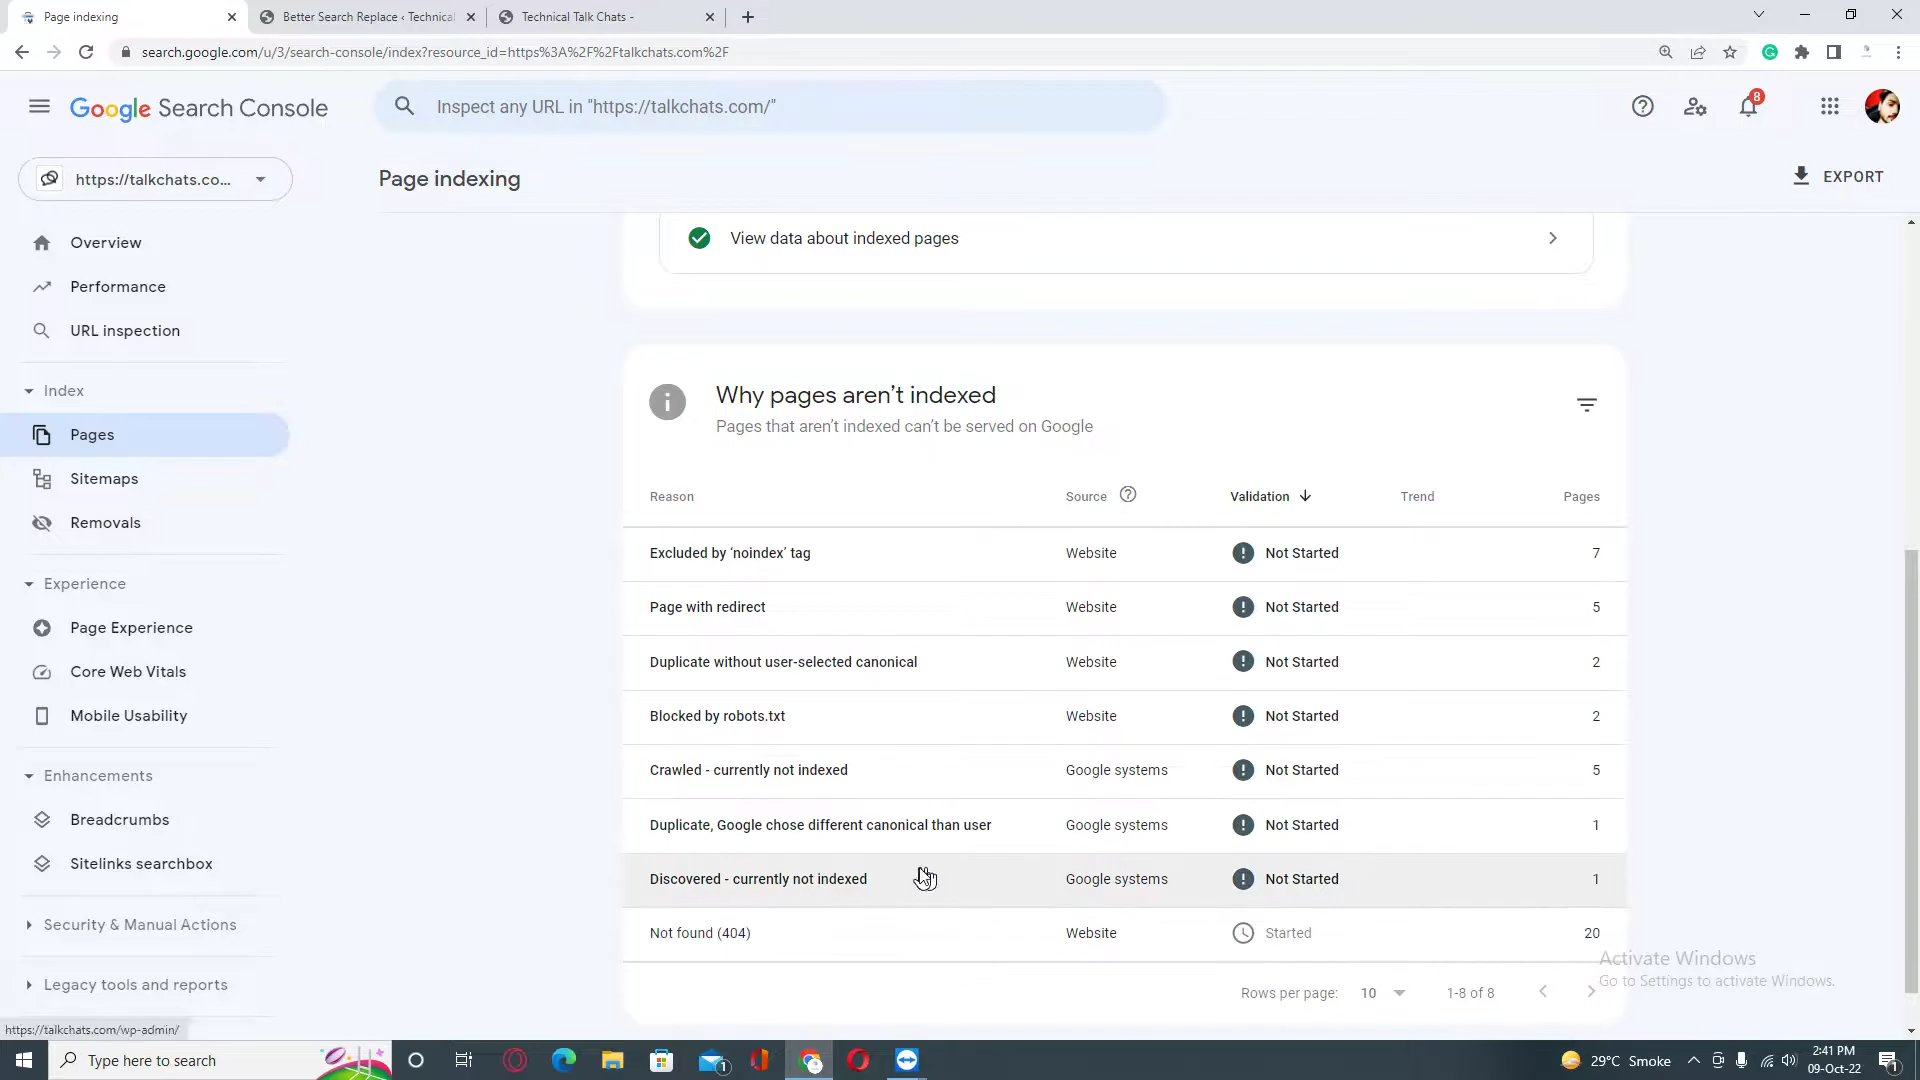 Page indexing
Better Search Replace ‹ Technical
Technical Talk Chats -
search.google.com/u/3/search-console/index?resource_id=https%3A%2F%2Ftalkchats.com%2F
Google Search Console
Inspect any URL in "https://talkchats.com/"
8
https://talkchats.co...
Page indexing
EXPORT
Overview
Performance
URL inspection
Index
Pages
Sitemaps
Removals
Experience
Page Experience
Core Web Vitals
Mobile Usability
Enhancements
Breadcrumbs
Sitelinks searchbox
Security & Manual Actions
Legacy tools and reports
View data about indexed pages
Why pages aren’t indexed
Pages that aren’t indexed can’t be served on Google
Reason Source Validation Trend Pages
Excluded by ‘noindex’ tag Website Not Started 7
Page with redirect Website Not Started 5
Duplicate without user-selected canonical Website Not Started 2
Blocked by robots.txt Website Not Started 2
Crawled - currently not indexed Google systems Not Started 5
Duplicate, Google chose different canonical than user Google systems Not Started 1
Discovered - currently not indexed Google systems Not Started 1
Not found (404) Website Started 20
Rows per page: 10 1-8 of 8
Activate Windows
Go to Settings to activate Windows.
https://talkchats.com/wp-admin/
Type here to search
1
29°C Smoke
2:41 PM
09-Oct-22
1